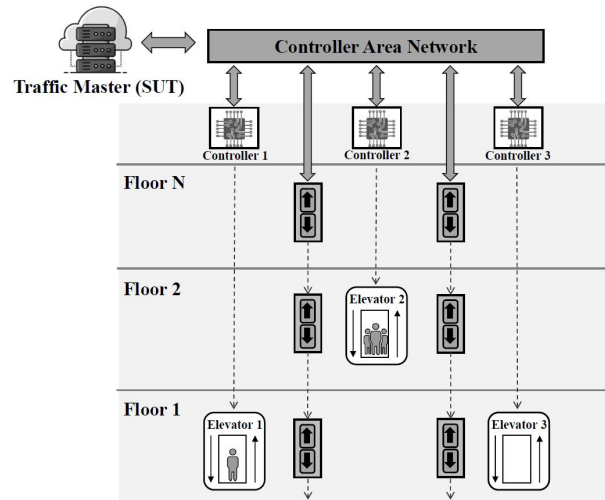 Controller Area Network
Traffic Master (SUT)
Controller 1
Controller 2
Controller 3
Floor N
Floor 2
Elevator 2
Floor 1
Elevator 1
Elevator 3